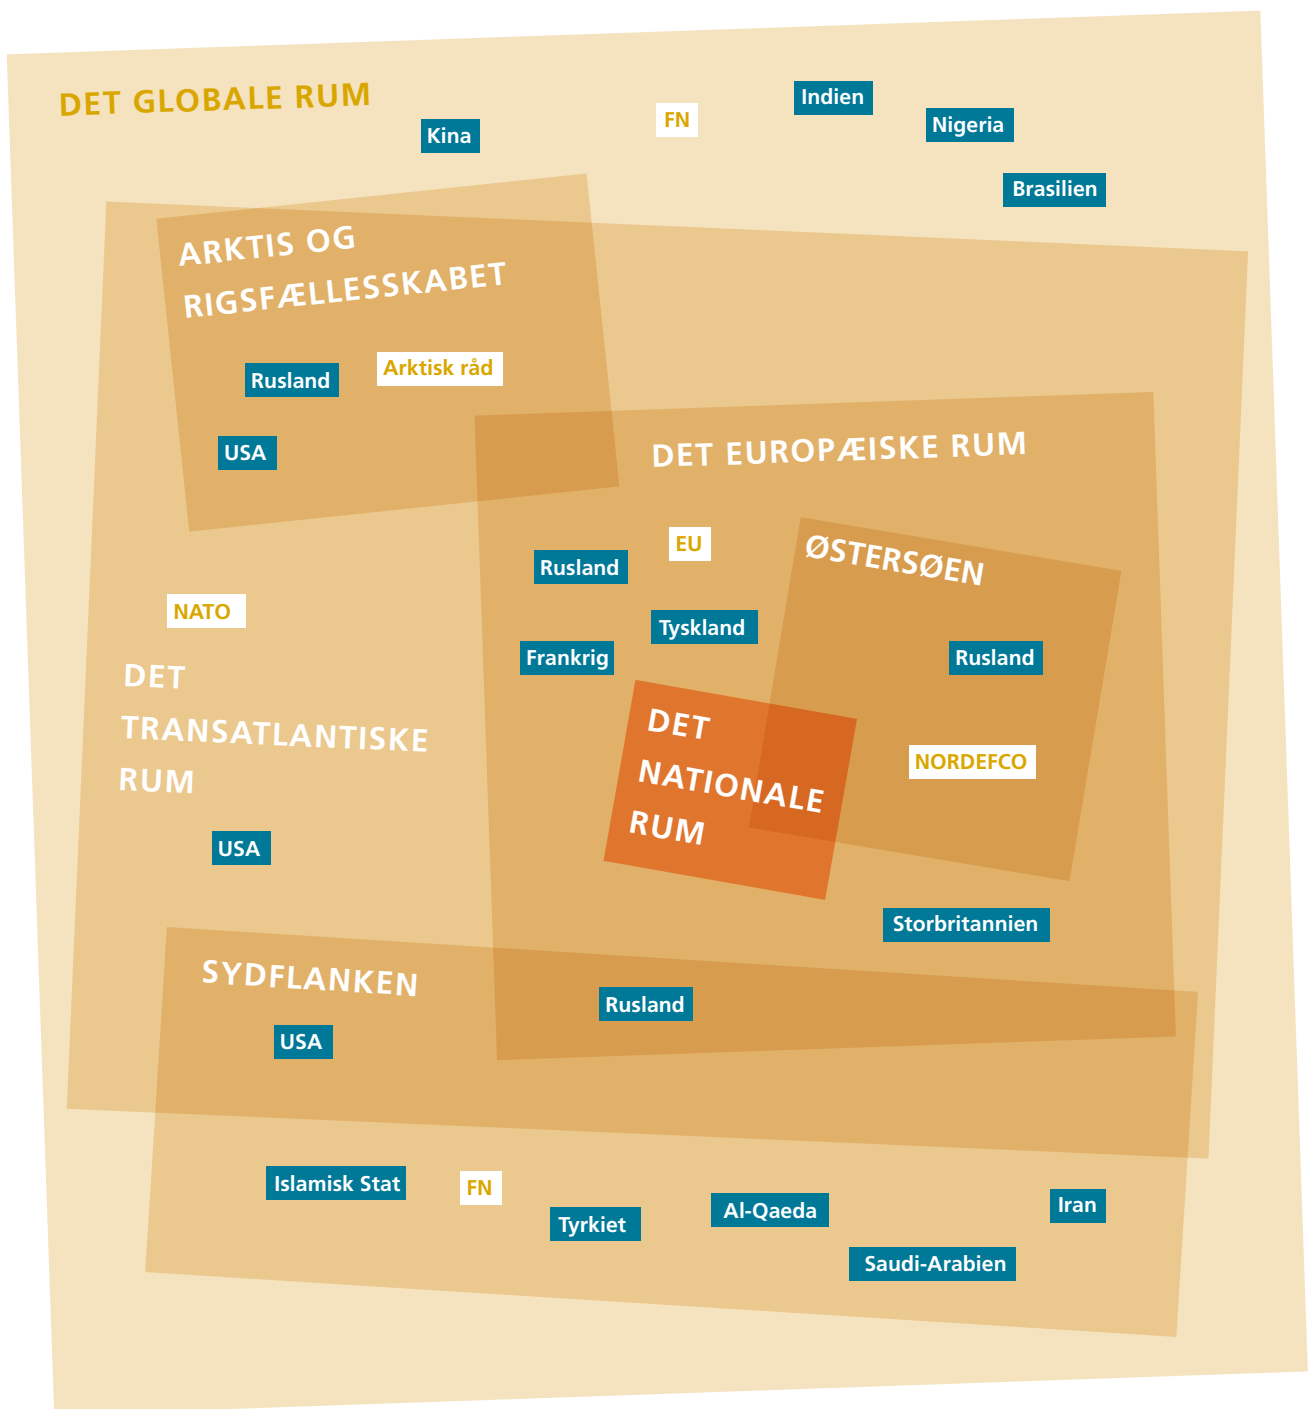 DET GLOBALE RUM
Kina
FN
Indien
Nigeria
Brasilien
ARKTIS OG
RIGSFÆLLESSKABET
Rusland
Arktisk råd
USA
DET EUROPÆISKE RUM
EU
Rusland
Tyskland
Frankrig
ØSTERSØEN
Rusland
NORDEFCO
NATO
DET
TRANSATLANTISKE
RUM
USA
DET
NATIONALE
RUM
Storbritannien
SYDFLANKEN
Rusland
USA
Islamisk Stat
FN
Tyrkiet
Al-Qaeda
Iran
Saudi-Arabien